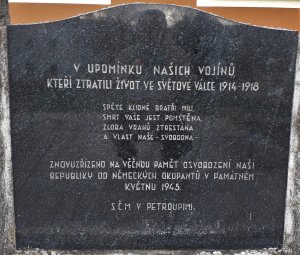 V UPOMÍNKU NAŠICH VOJÍNŮ
KTEŘÍ ZTRATILI ŽIVOT VE SVĚTOVÉ VÁLCE 1914-1918
SPĚTE KLIDNĚ BRATŘI MILÍ,
SMRT VAŠE JEST POMSTĚNA,
ZLOBA VRAHŮ ZTRESTÁNA
A VLAST NAŠE - SVOBODNA -
ZNOVUZŘÍZENO NA VĚČNOU PAMĚŤ OSVOBOZENÍ NAŠÍ
REPUBLIKY OD NĚMECKÝCH OKUPANTŮ V PAMÁTNÉM
KVĚTNU 1945.
S.Č.M. V PETROUPIMI.